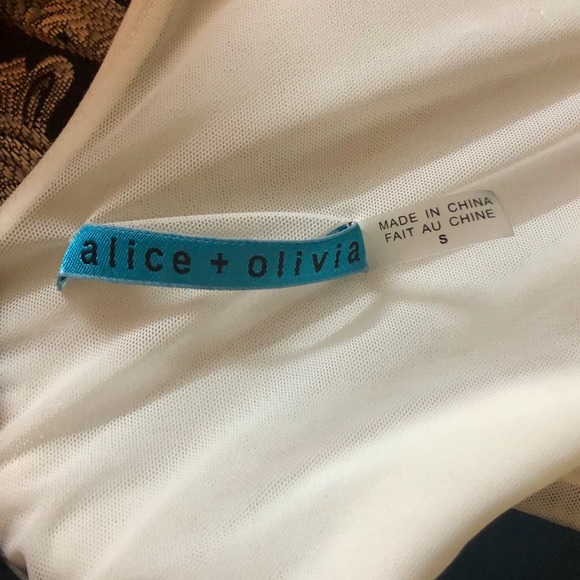 alice + olivia
MADE IN CHINA
FAIT AU CHINE
S